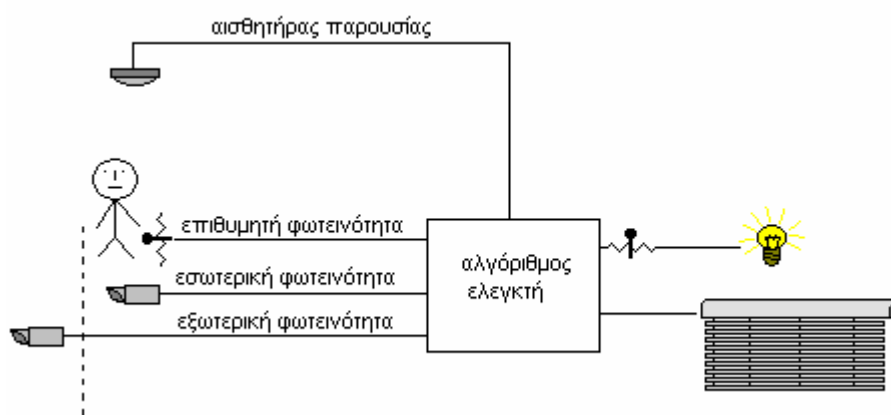 αισθητήρας παρουσίας
επιθυμητή φωτεινότητα
εσωτερική φωτεινότητα
εξωτερική φωτεινότητα
αλγόριθμος
ελεγκτή